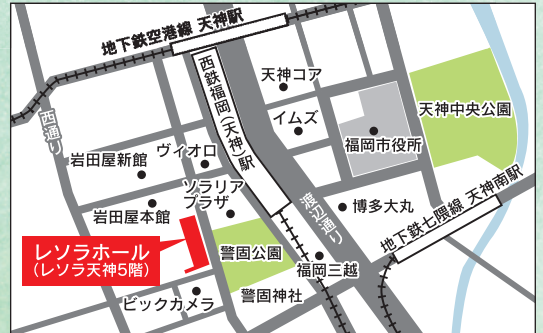 地下鉄空港線 天神駅
西鉄福岡(天神)駅
天神コア
天神中央公園
西通り
イムズ
福岡市役所
ヴィオロ
岩田屋新館
ソラリア
プラザ
渡辺通り
博多大丸
地下鉄七隈線 天神南駅
岩田屋本館
レソラホール
(レソラ天神5階)
警固公園
福岡三越
ビックカメラ
警固神社